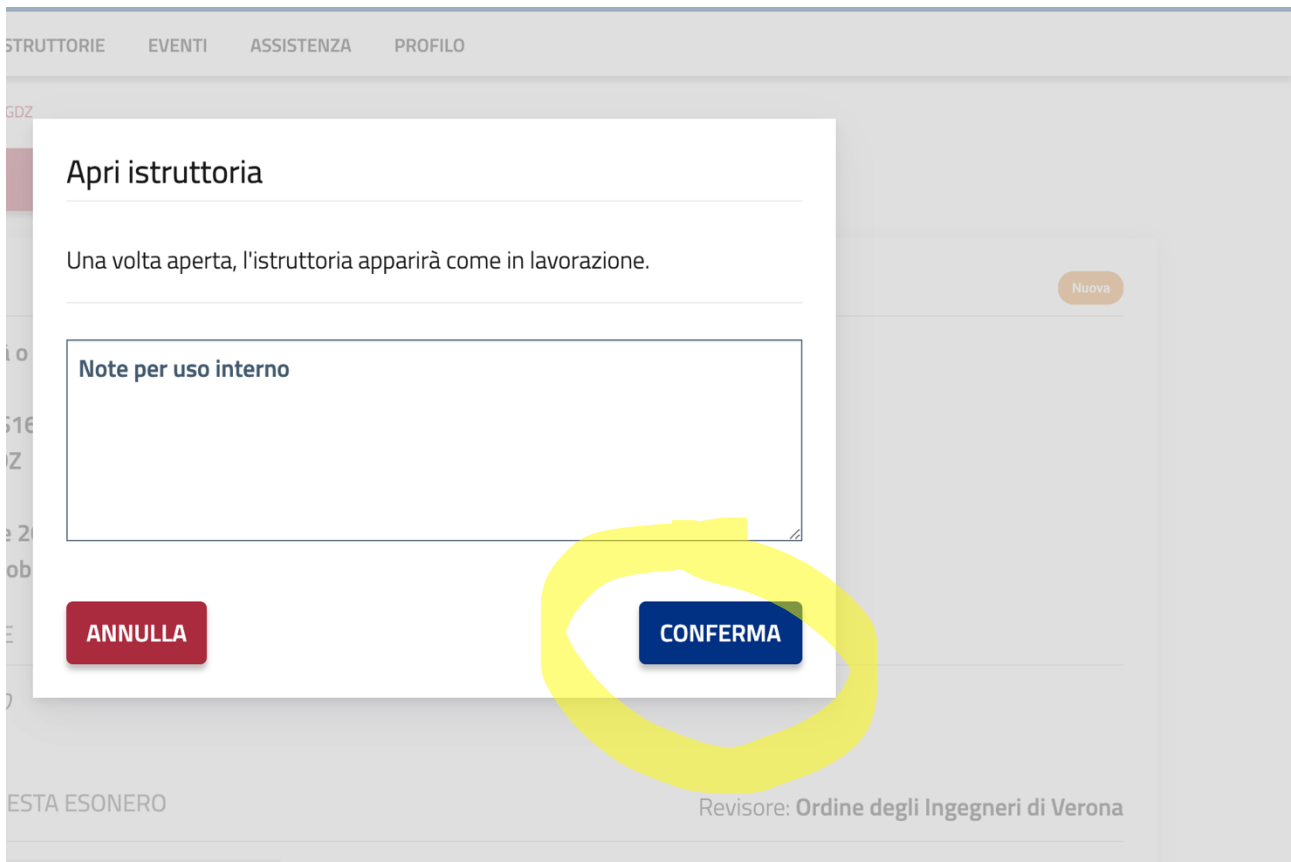 EVENTI ASSISTENZA PROFILO
GDZ
Apri istruttoria
Una volta aperta, l'istruttoria apparirà come in lavorazione.
Nuova
Note per uso interno
ANNULLA CONFERMA
ESTA ESONERO
Revisore: Ordine degli Ingegneri di Verona